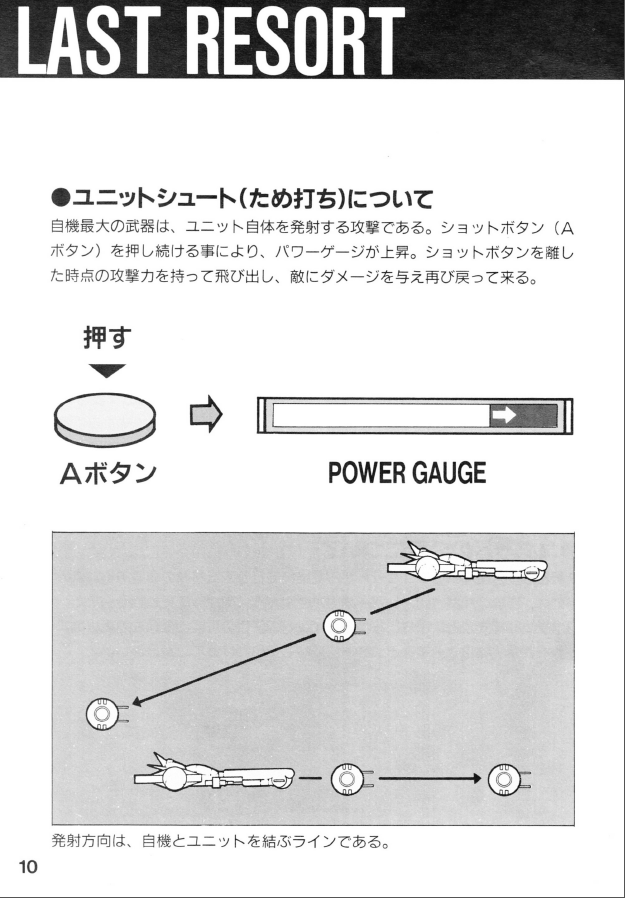 LAST RESORT
●ユニットシュート(ため打ち)について
自機最大の武器は、ユニット自体を発射する攻撃である。ショットボタン（A
ボタン）を押し続ける事により、パワーゲージが上昇。ショットボタンを離し
た時点の攻撃力を持って飛び出し、敵にダメージを与え再び戻って来る。
押す
Aボタン
POWER GAUGE
発射方向は、自機とユニットを結ぶラインである。
10